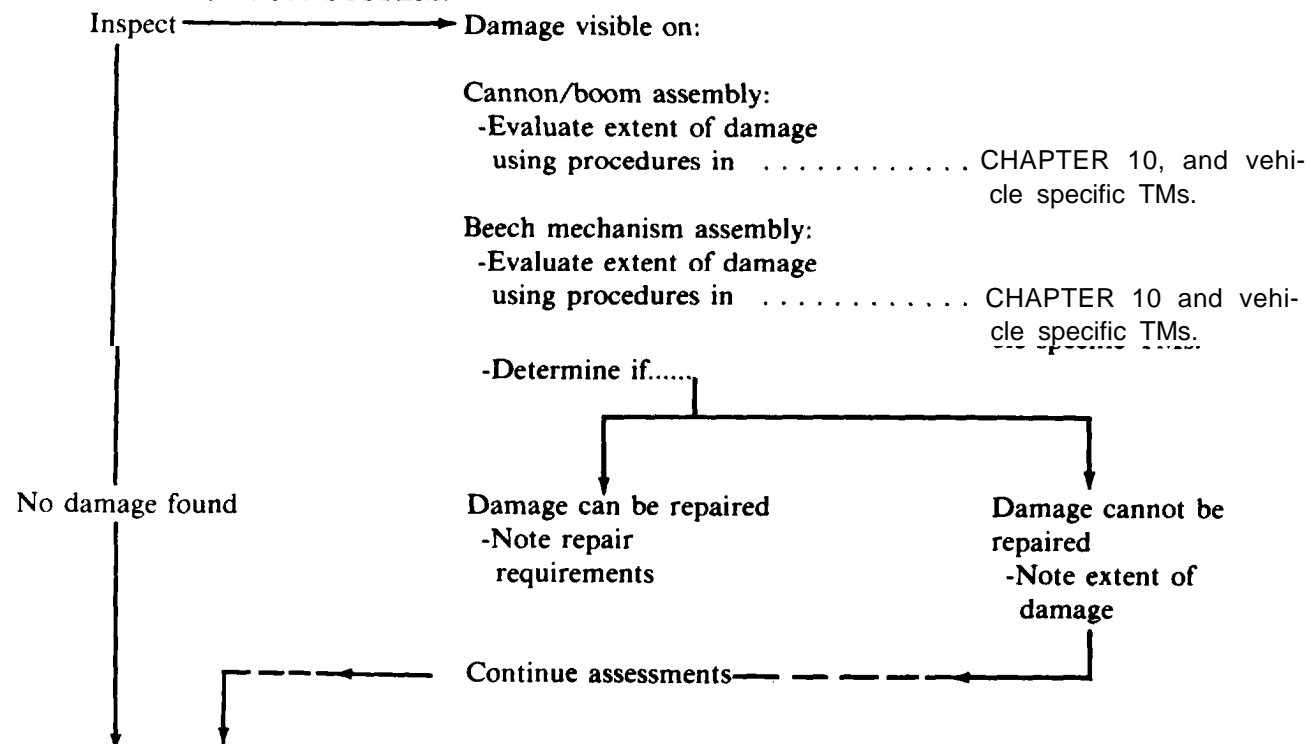 Inspect Damage visible on:
Cannon/boom assembly:
-Evaluate extent of damage
using procedures in . . . . . . . . . . . . CHAPTER 10, and vehi-
cle specific TMs.
Beech mechanism assembly:
-Evaluate extent of damage
using procedures in . . . . . . . . . . . . CHAPTER 10 and vehi-
cle specific TMs.
-Determine if......
No damage found
Damage can be repaired
-Note repair
requirements
Damage cannot be
repaired
-Note extent of
damage
Continue assessments